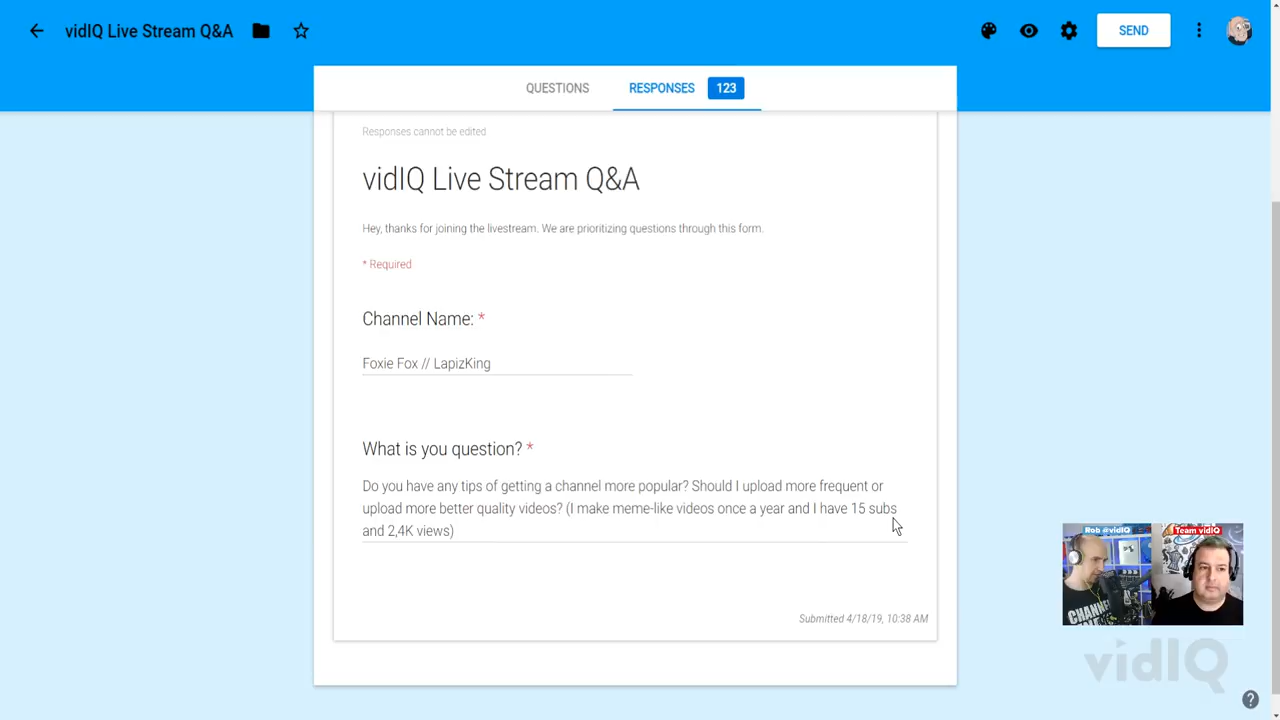 vidIQ Live Stream Q&A
SEND
QUESTIONS
RESPONSES 123
Responses cannot be edited
vidIQ Live Stream Q&A
Hey, thanks for joining the livestream. We are prioritizing questions through this form.
* Required
Channel Name: *
Foxie Fox // LapizKing
What is you question? *
Do you have any tips of getting a channel more popular? Should I upload more frequent or
upload more better quality videos? (I make meme-like videos once a year and I have 15 subs
and 2,4K views)
Submitted 4/18/19, 10:38 AM
Rob @vidIQ
Team vidIQ
CHANNEL
vidIQ